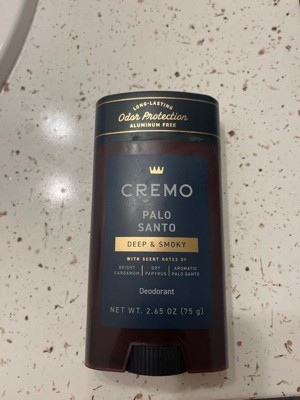 LONG-LASTING
Odor Protection
ALUMINUM FREE
CREMO
PALO
SANTO
DEEP & SMOKY
WITH SCENT NOTES OF
BRIGHT CARDAMOM | DRY PAPYRUS | AROMATIC PALO SANTO
Deodorant
NET WT. 2.65 OZ (75 g)